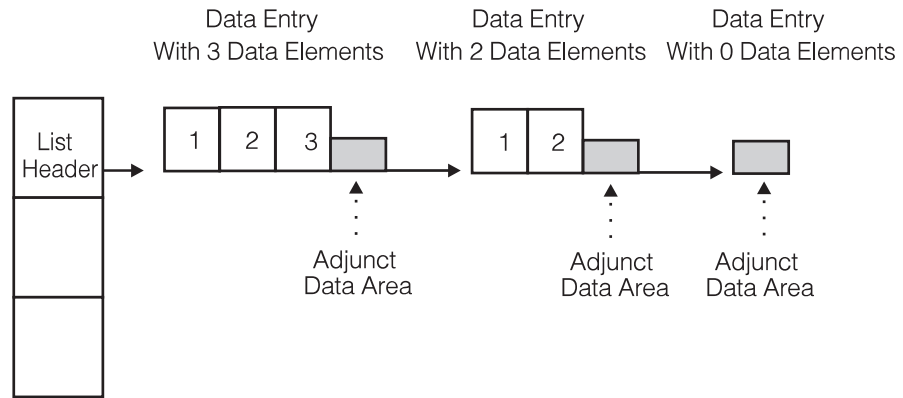 Data Entry
With 3 Data Elements
Data Entry
With 2 Data Elements
Data Entry
With 0 Data Elements
List
Header
1 2 3
1 2
Adjunct
Data Area
Adjunct
Data Area
Adjunct
Data Area